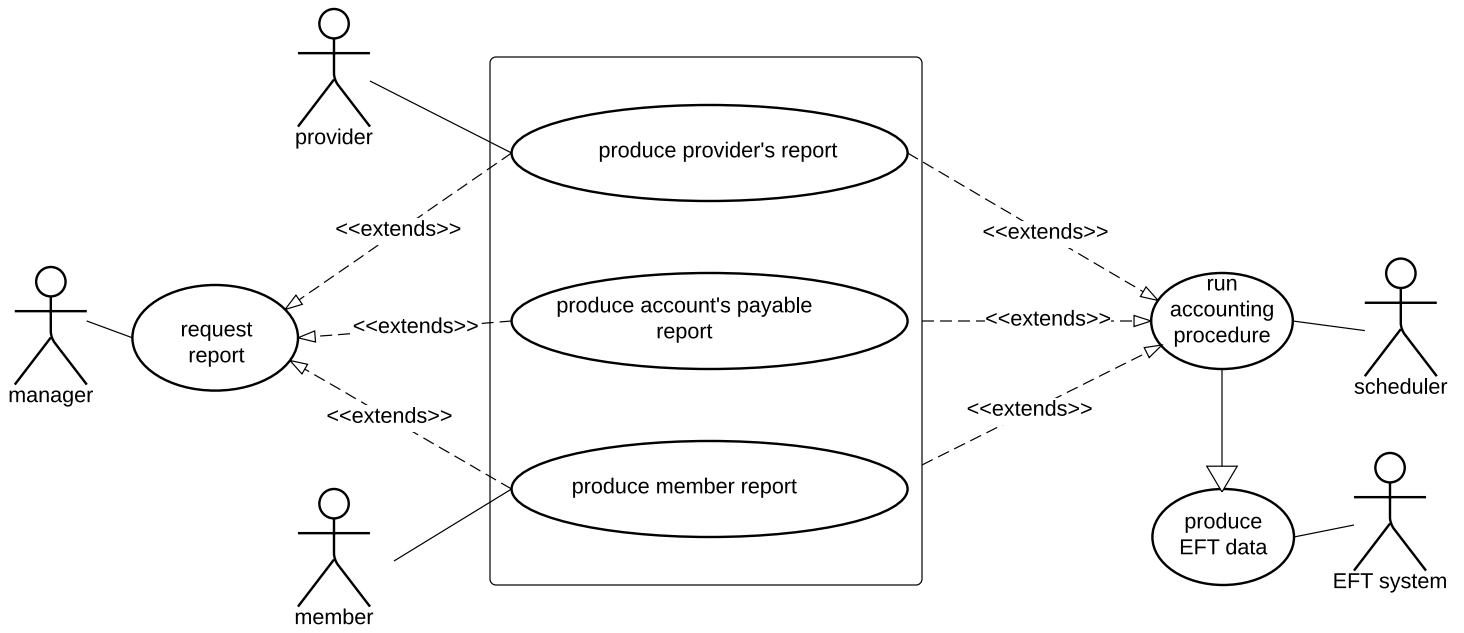 provider
produce provider's report
<<extends>>
<<extends>>
manager
request
report
<<extends>>
produce account's payable
report
<<extends>>
run
accounting
procedure
scheduler
<<extends>>
<<extends>>
produce member report
member
produce
EFT data
EFT system